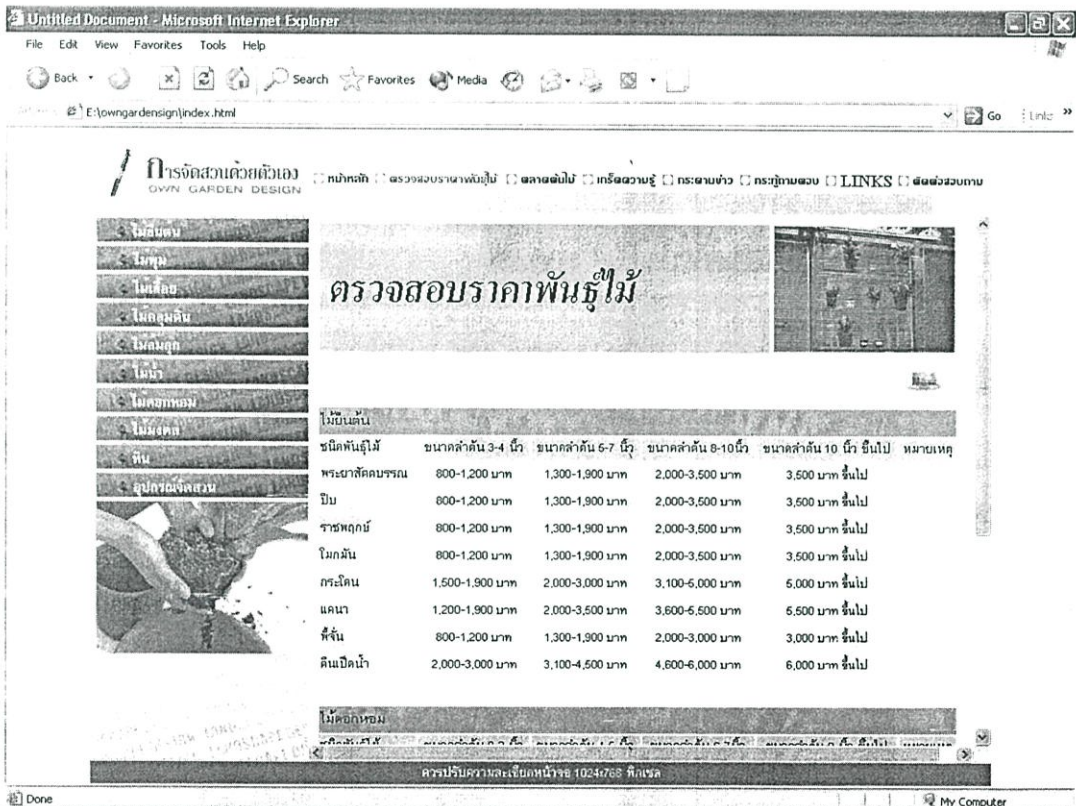 Untitled Document - Microsoft Internet Explorer
File Edit View Favorites Tools Help
Back Search Favorites Media
E:\owngardensign\index.html Go Links »
การจัดสวนด้วยตัวเอง
OWN GARDEN DESIGN
หน้าหลัก ตรวจสอบราคาพันธุ์ไม้ ตลาดต้นไม้ เกร็ดความรู้ กระดานข่าว กระทู้ถามตอบ LINKS ติดต่อสอบถาม
ไม้ยืนต้น
ไม้พุ่ม
ไม้เลื้อย
ไม้คลุมดิน
ไม้ล้มลุก
ไม้น้ำ
ไม้ดอกหอม
ไม้มงคล
หิน
อุปกรณ์จัดสวน
ตรวจสอบราคาพันธุ์ไม้
ไม้ยืนต้น
ชนิดพันธุ์ไม้ ขนาดลำต้น 3-4 นิ้ว ขนาดลำต้น 5-7 นิ้ว ขนาดลำต้น 8-10นิ้ว ขนาดลำต้น 10 นิ้ว ขึ้นไป หมายเหตุ
พระยาสัตตบรรณ 800-1,200 บาท 1,300-1,900 บาท 2,000-3,500 บาท 3,500 บาท ขึ้นไป
ปีบ 800-1,200 บาท 1,300-1,900 บาท 2,000-3,500 บาท 3,500 บาท ขึ้นไป
ราชพฤกษ์ 800-1,200 บาท 1,300-1,900 บาท 2,000-3,500 บาท 3,500 บาท ขึ้นไป
โมกมัน 800-1,200 บาท 1,300-1,900 บาท 2,000-3,500 บาท 3,500 บาท ขึ้นไป
กระโดน 1,500-1,900 บาท 2,000-3,000 บาท 3,100-5,000 บาท 5,000 บาท ขึ้นไป
แคนา 1,200-1,900 บาท 2,000-3,500 บาท 3,600-5,500 บาท 5,500 บาท ขึ้นไป
พี้จั่น 800-1,200 บาท 1,300-1,900 บาท 2,000-3,000 บาท 3,000 บาท ขึ้นไป
ตีนเป็ดน้ำ 2,000-3,000 บาท 3,100-4,500 บาท 4,600-6,000 บาท 6,000 บาท ขึ้นไป
ไม้ดอกหอม
ควรปรับความละเอียดหน้าจอ 1024x768 พิกเซล
Done My Computer